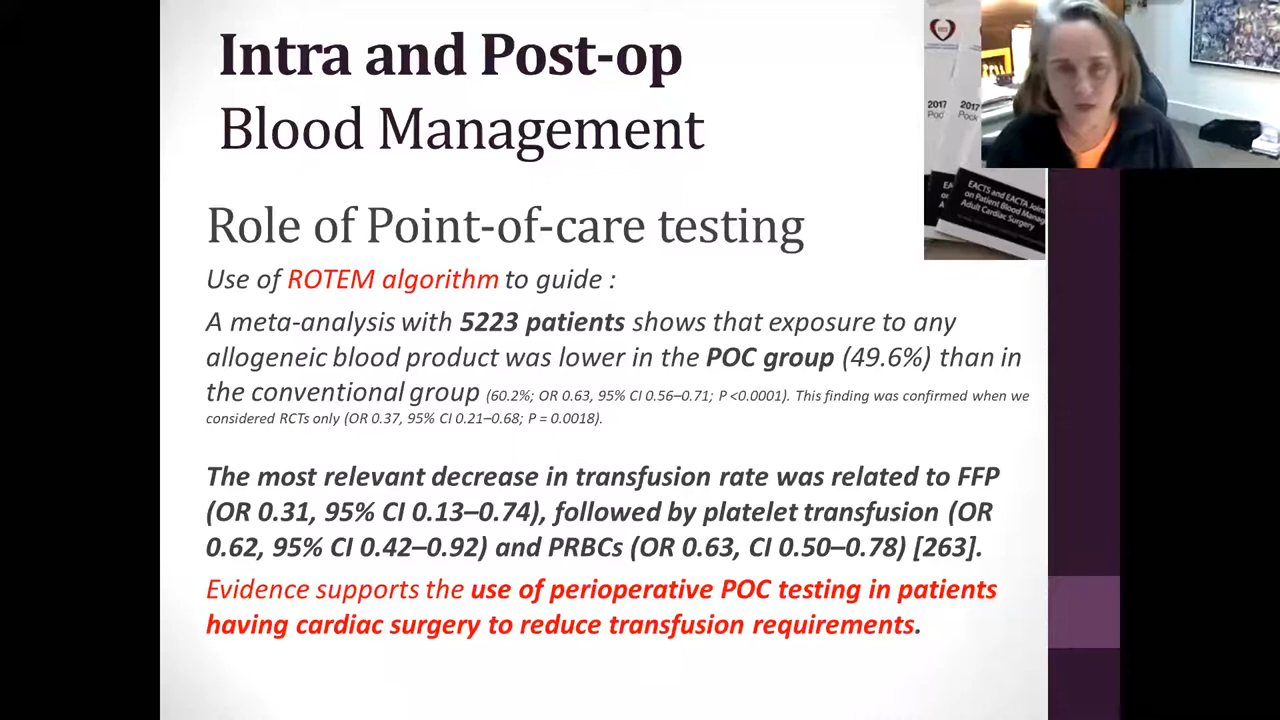 Intra and Post-op
Blood Management
2017
2017
Pock
EACTS and EACTA Joint
on Patient Blood Manag
Adult Cardiac Surgery
Role of Point-of-care testing
Use of ROTEM algorithm to guide :
A meta-analysis with 5223 patients shows that exposure to any
allogeneic blood product was lower in the POC group (49.6%) than in
the conventional group (60.2%; OR 0.63, 95% CI 0.56–0.71; P <0.0001). This finding was confirmed when we
considered RCTs only (OR 0.37, 95% CI 0.21–0.68; P = 0.0018).
The most relevant decrease in transfusion rate was related to FFP
(OR 0.31, 95% CI 0.13–0.74), followed by platelet transfusion (OR
0.62, 95% CI 0.42–0.92) and PRBCs (OR 0.63, CI 0.50–0.78) [263].
Evidence supports the use of perioperative POC testing in patients
having cardiac surgery to reduce transfusion requirements.